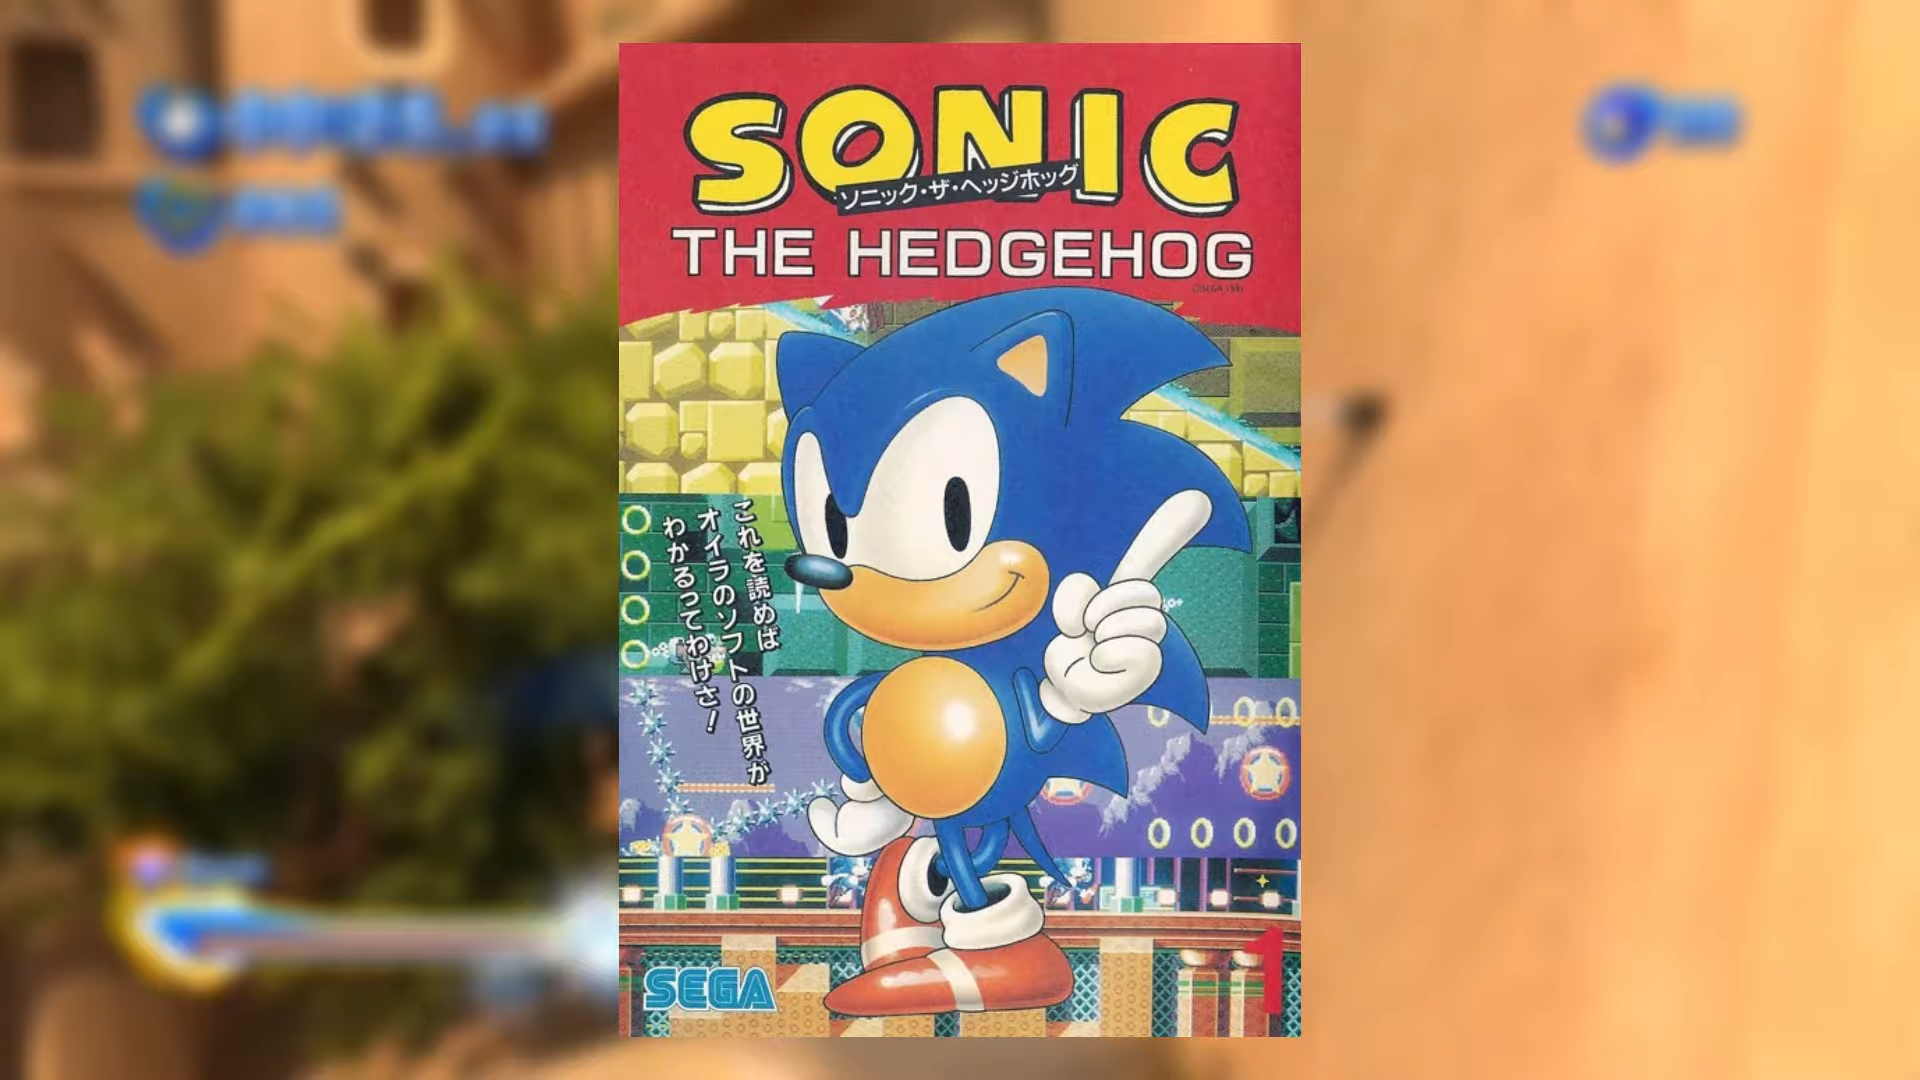 SONIC
ソニック・ザ・ヘッジホッグ
THE HEDGEHOG
©SEGA 1991
これを読めば
オイラのソフトの世界が
わかるってわけさ!
SEGA
1